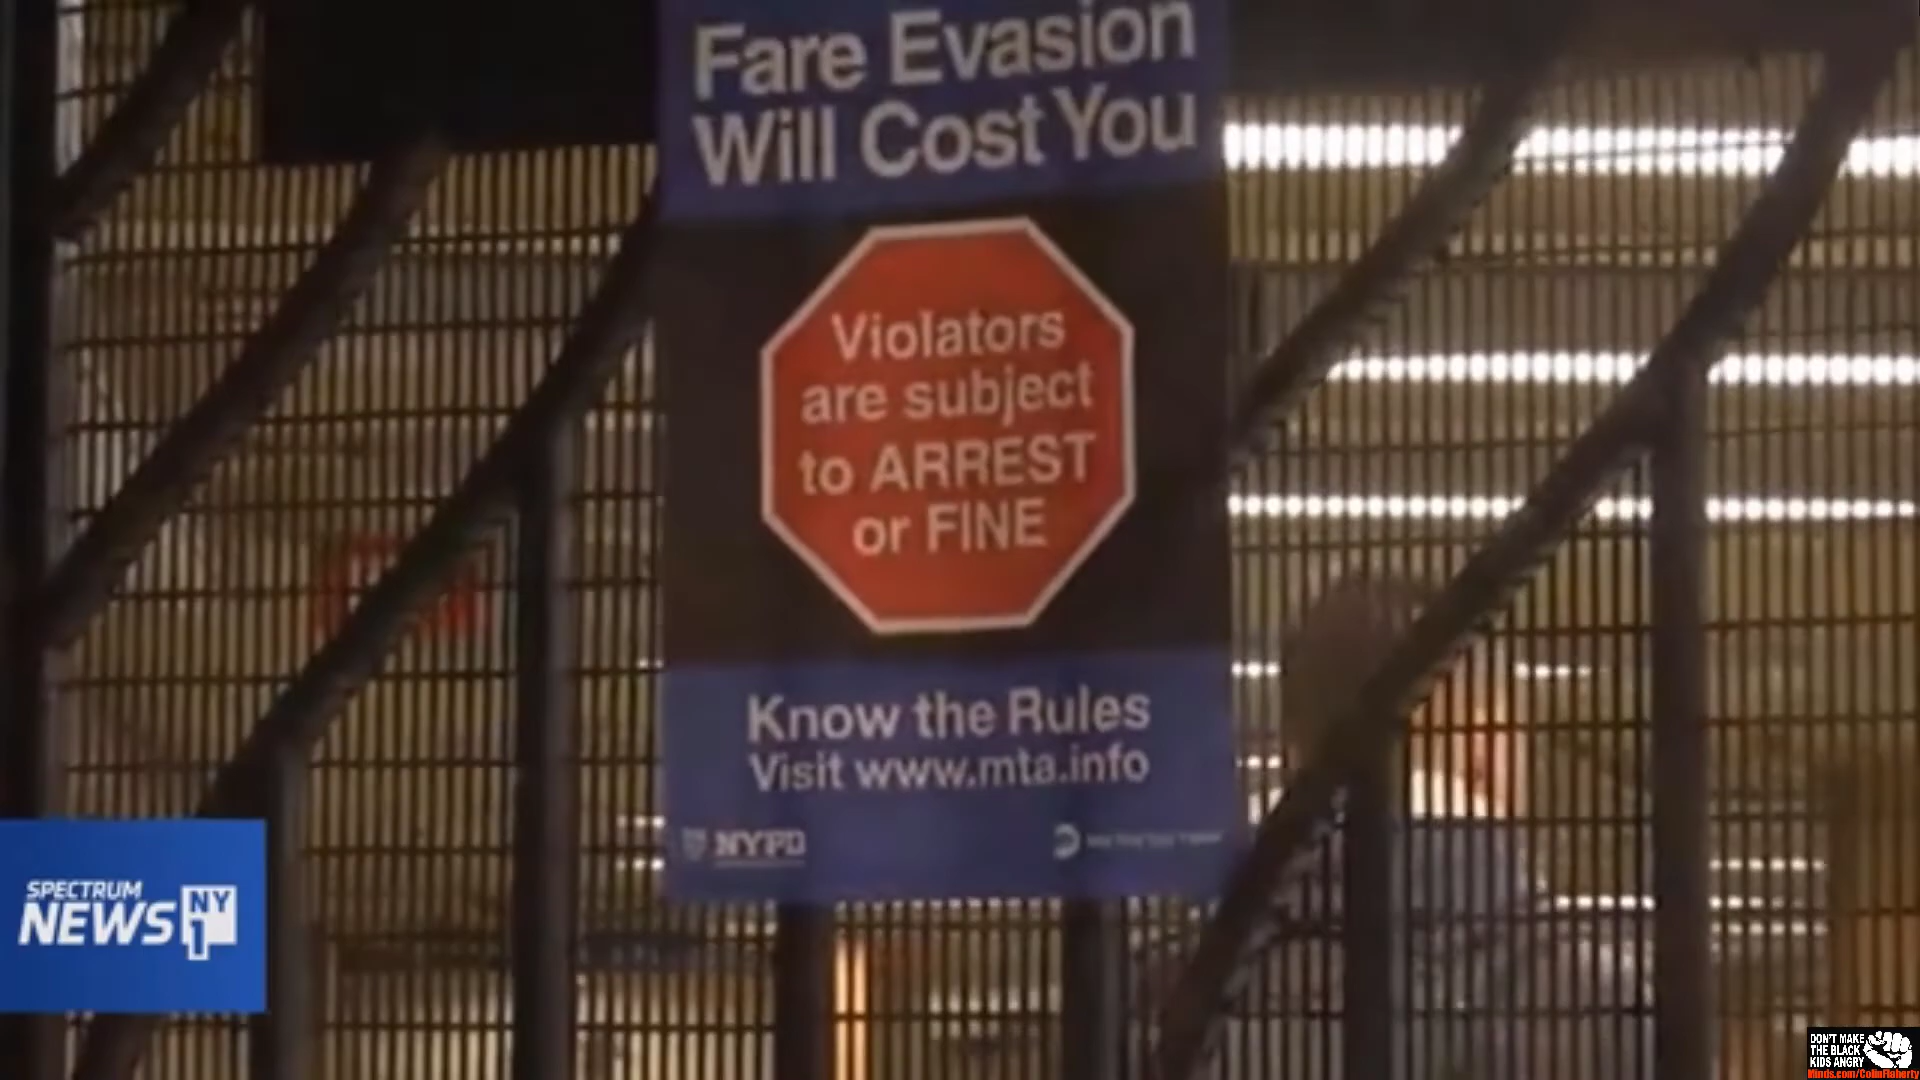 Fare Evasion
Will Cost You
Violators
are subject
to ARREST
or FINE
Know the Rules
Visit www.mta.info
NYPD
SPECTRUM
NEWS NY
1
DON'T MAKE
THE BLACK
KIDS ANGRY
Minds.com/ColinFlaherty